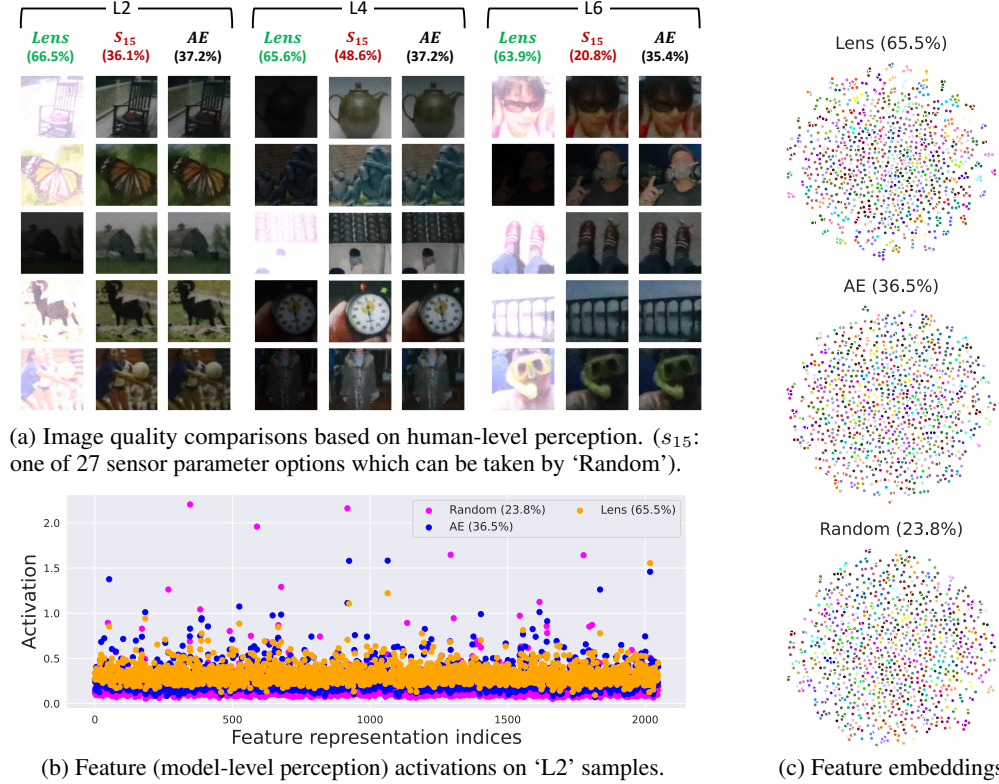 L2 L4 L6
Lens S₁₅ AE Lens S₁₅ AE Lens S₁₅ AE
(66.5%) (36.1%) (37.2%) (65.6%) (48.6%) (37.2%) (63.9%) (20.8%) (35.4%)
(a) Image quality comparisons based on human-level perception. (s₁₅:
one of 27 sensor parameter options which can be taken by ‘Random’).
Activation
2.0
1.5
1.0
0.5
0.0
Random (23.8%) Lens (65.5%)
AE (36.5%)
0 500 1000 1500 2000
Feature representation indices
(b) Feature (model-level perception) activations on ‘L2’ samples.
Lens (65.5%)
AE (36.5%)
Random (23.8%)
(c) Feature embeddings